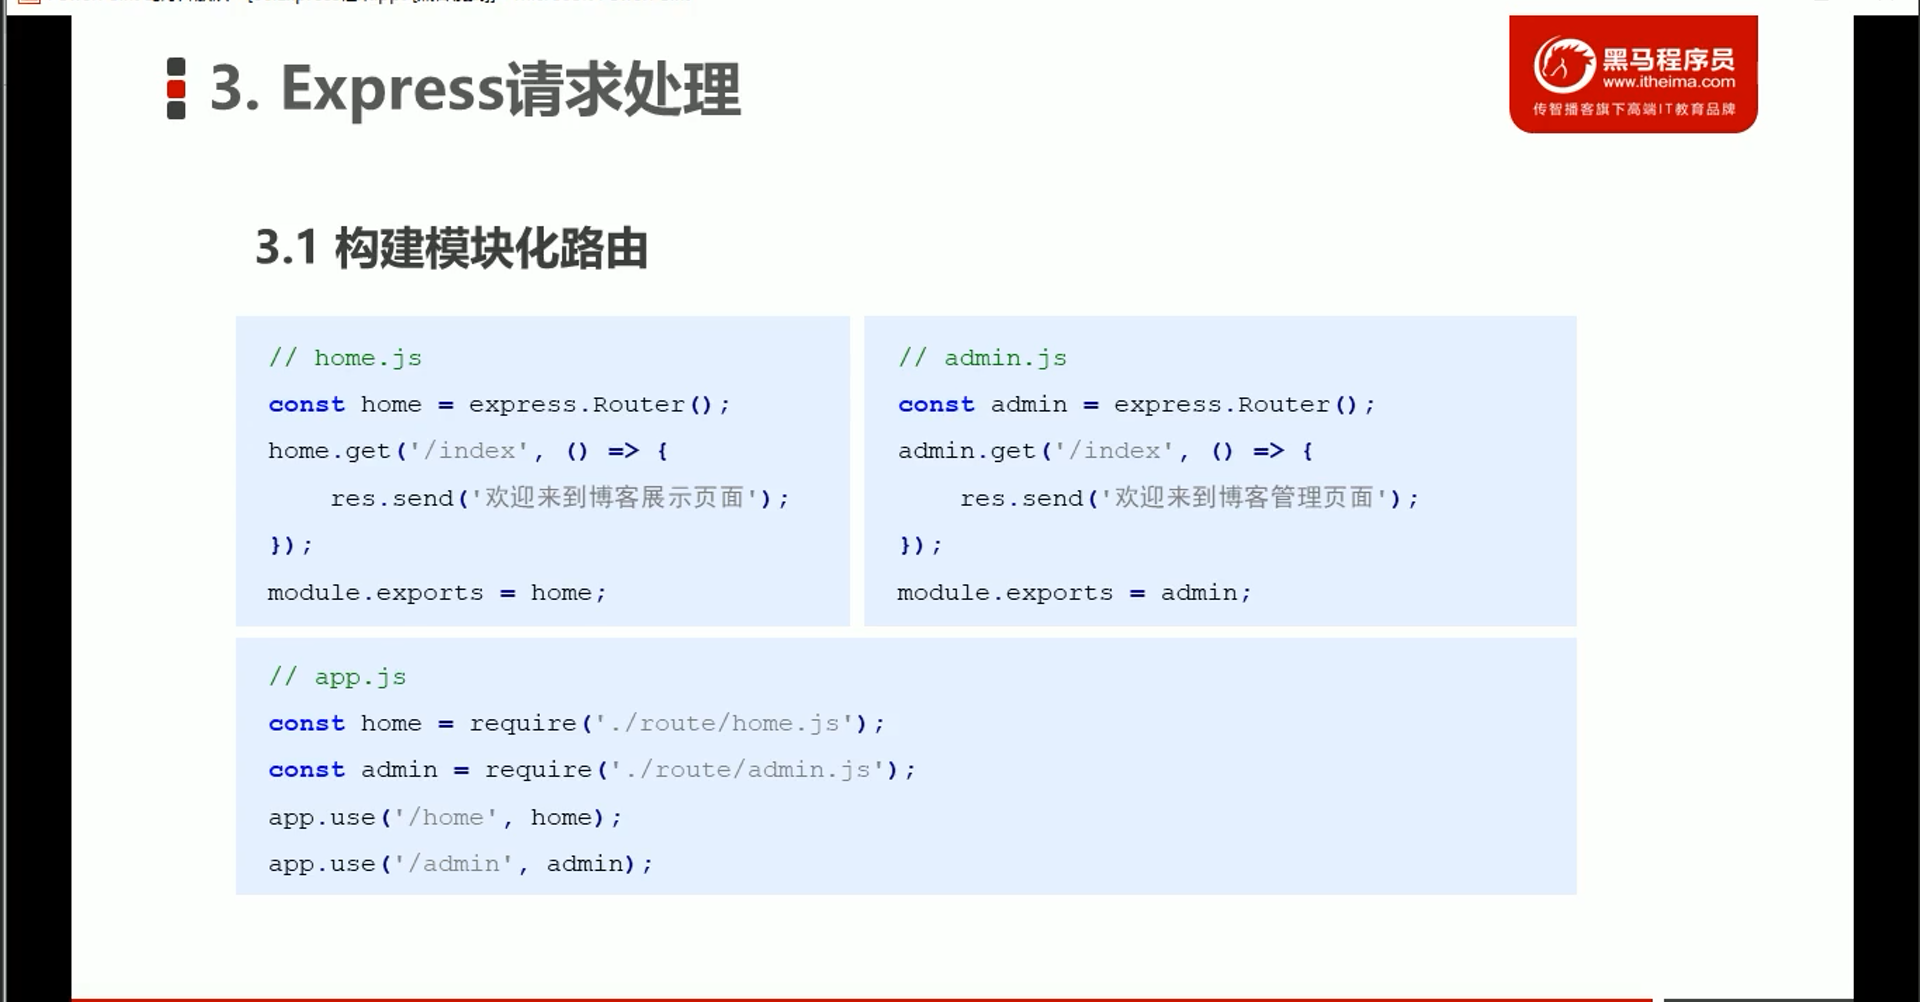 3. Express请求处理
黑马程序员
www.itheima.com
传智播客旗下高端IT教育品牌
3.1 构建模块化路由
// home.js
const home = express.Router();
home.get('/index', () => {
    res.send('欢迎来到博客展示页面');
});
module.exports = home;
// admin.js
const admin = express.Router();
admin.get('/index', () => {
    res.send('欢迎来到博客管理页面');
});
module.exports = admin;
// app.js
const home = require('./route/home.js');
const admin = require('./route/admin.js');
app.use('/home', home);
app.use('/admin', admin);